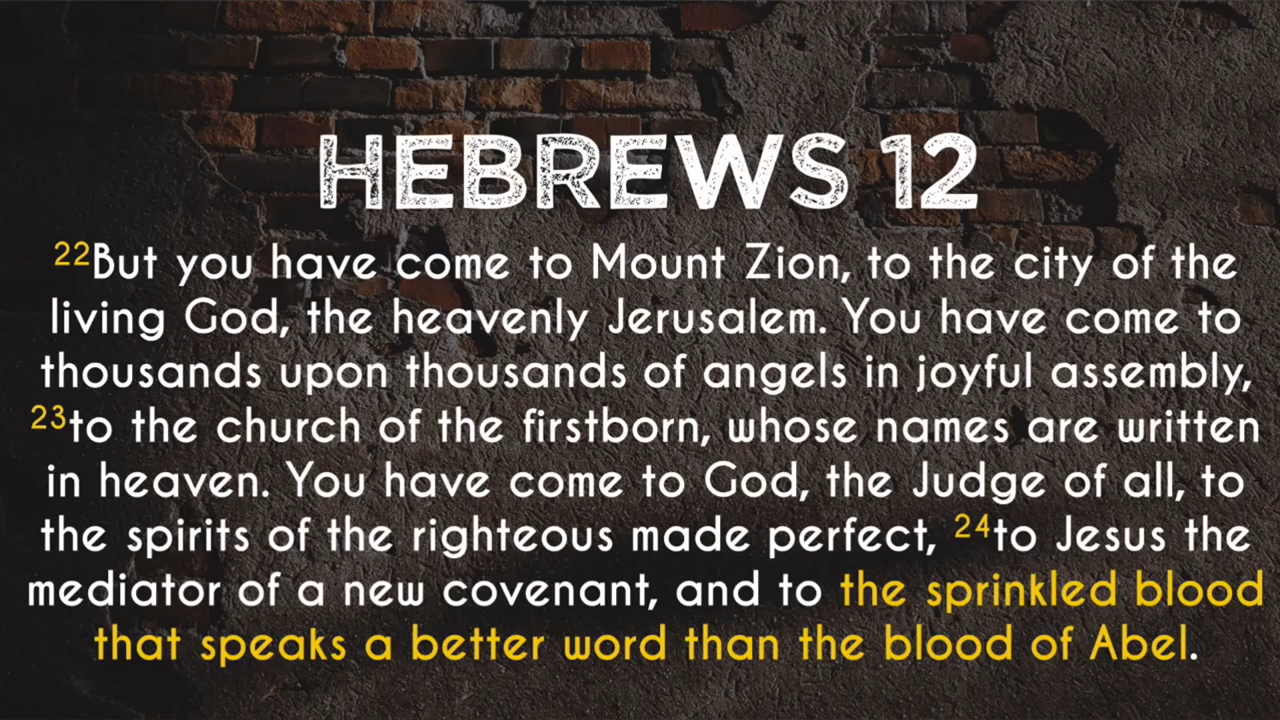 HEBREWS 12
22But you have come to Mount Zion, to the city of the
living God, the heavenly Jerusalem. You have come to
thousands upon thousands of angels in joyful assembly,
23to the church of the firstborn, whose names are written
in heaven. You have come to God, the Judge of all, to
the spirits of the righteous made perfect, 24to Jesus the
mediator of a new covenant, and to the sprinkled blood
that speaks a better word than the blood of Abel.